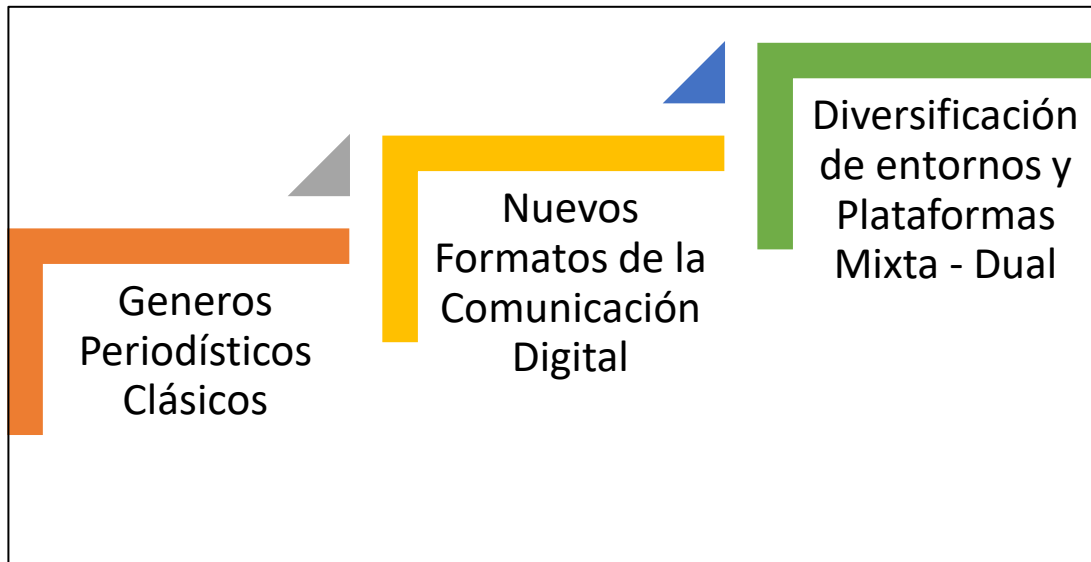 Generos
Periodísticos
Clásicos
Nuevos
Formatos de la
Comunicación
Digital
Diversificación
de entornos y
Plataformas
Mixta - Dual